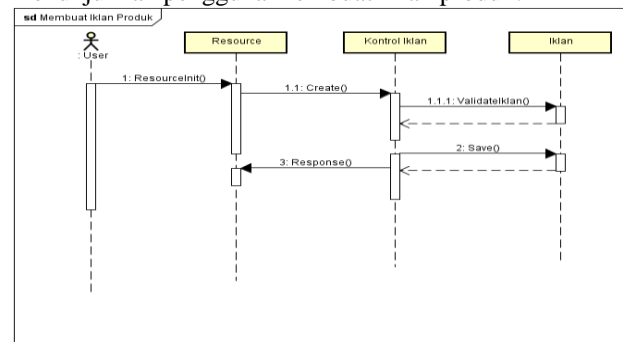 sd Membuat Iklan Produk
: User
Resource
Kontrol Iklan
Iklan
1: ResourceInit()
1.1: Create()
1.1.1: ValidateIklan()
2: Save()
3: Response()